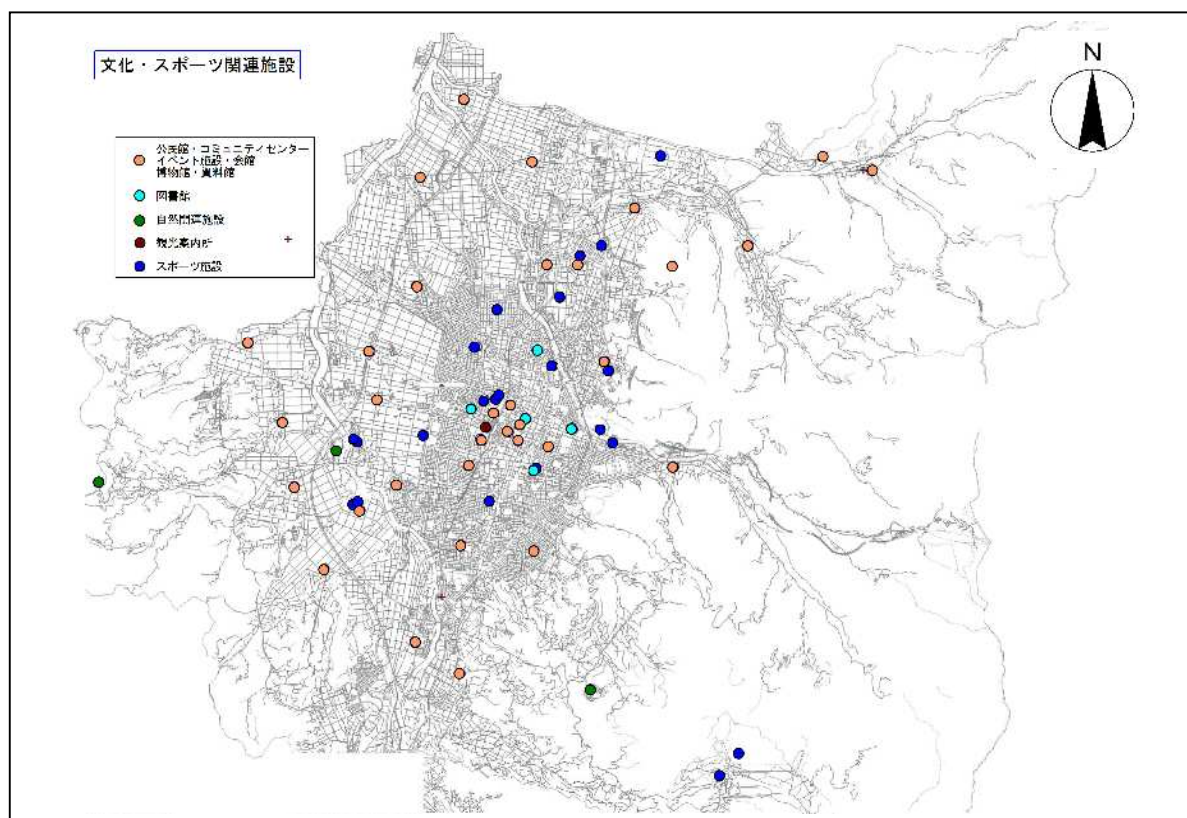 文化・スポーツ関連施設
N
公民館・コミュニティセンター
イベント施設・会館
博物館・資料館
図書館
自然関連施設
観光案内所
スポーツ施設